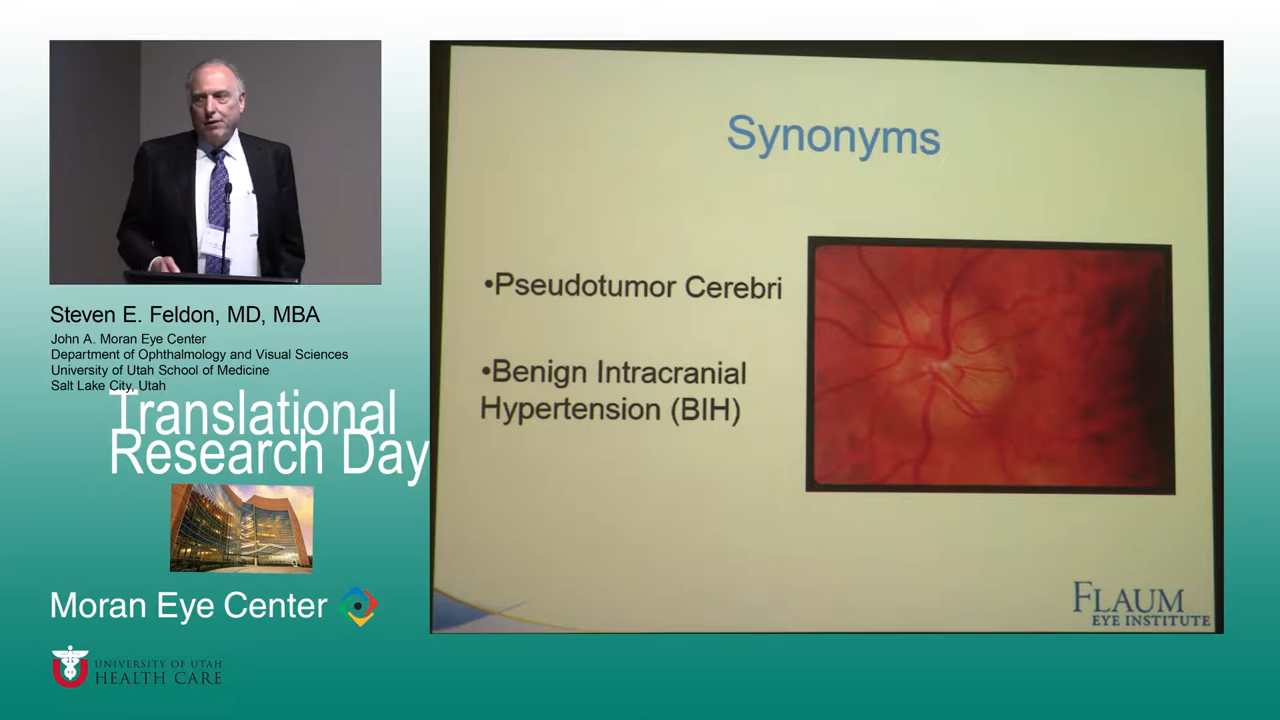 Steven E. Feldon, MD, MBA
John A. Moran Eye Center
Department of Ophthalmology and Visual Sciences
University of Utah School of Medicine
Salt Lake City, Utah
Translational
Research Day
Moran Eye Center
UNIVERSITY OF UTAH
HEALTH CARE
Synonyms
•Pseudotumor Cerebri
•Benign Intracranial
Hypertension (BIH)
FLAUM
EYE INSTITUTE